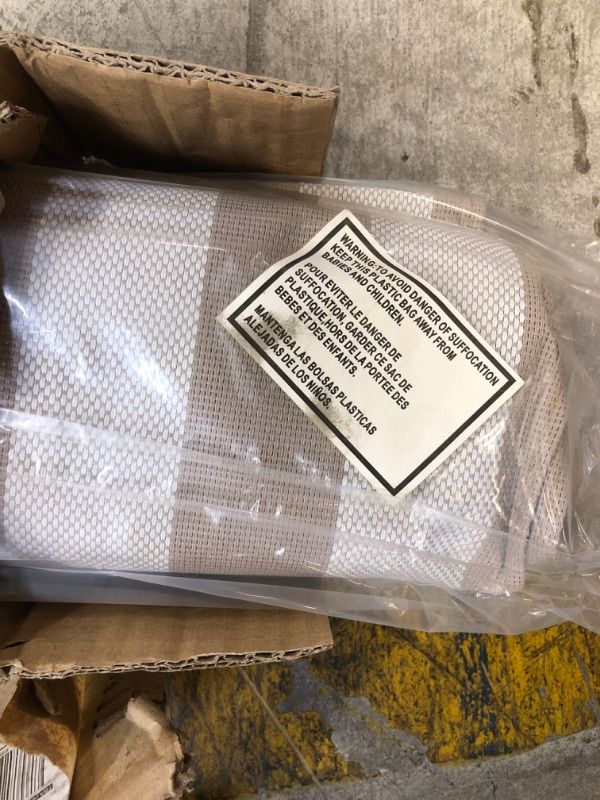 WARNING: TO AVOID DANGER OF SUFFOCATION
KEEP THIS PLASTIC BAG AWAY FROM
BABIES AND CHILDREN.
POUR EVITER LE DANGER DE
SUFFOCATION, GARDER CE SAC DE
PLASTIQUE HORS DE LA PORTEE DES
BEBES ET DES ENFANTS.
MANTENGA LAS BOLSAS PLASTICAS
ALEJADAS DE LOS NIÑOS.